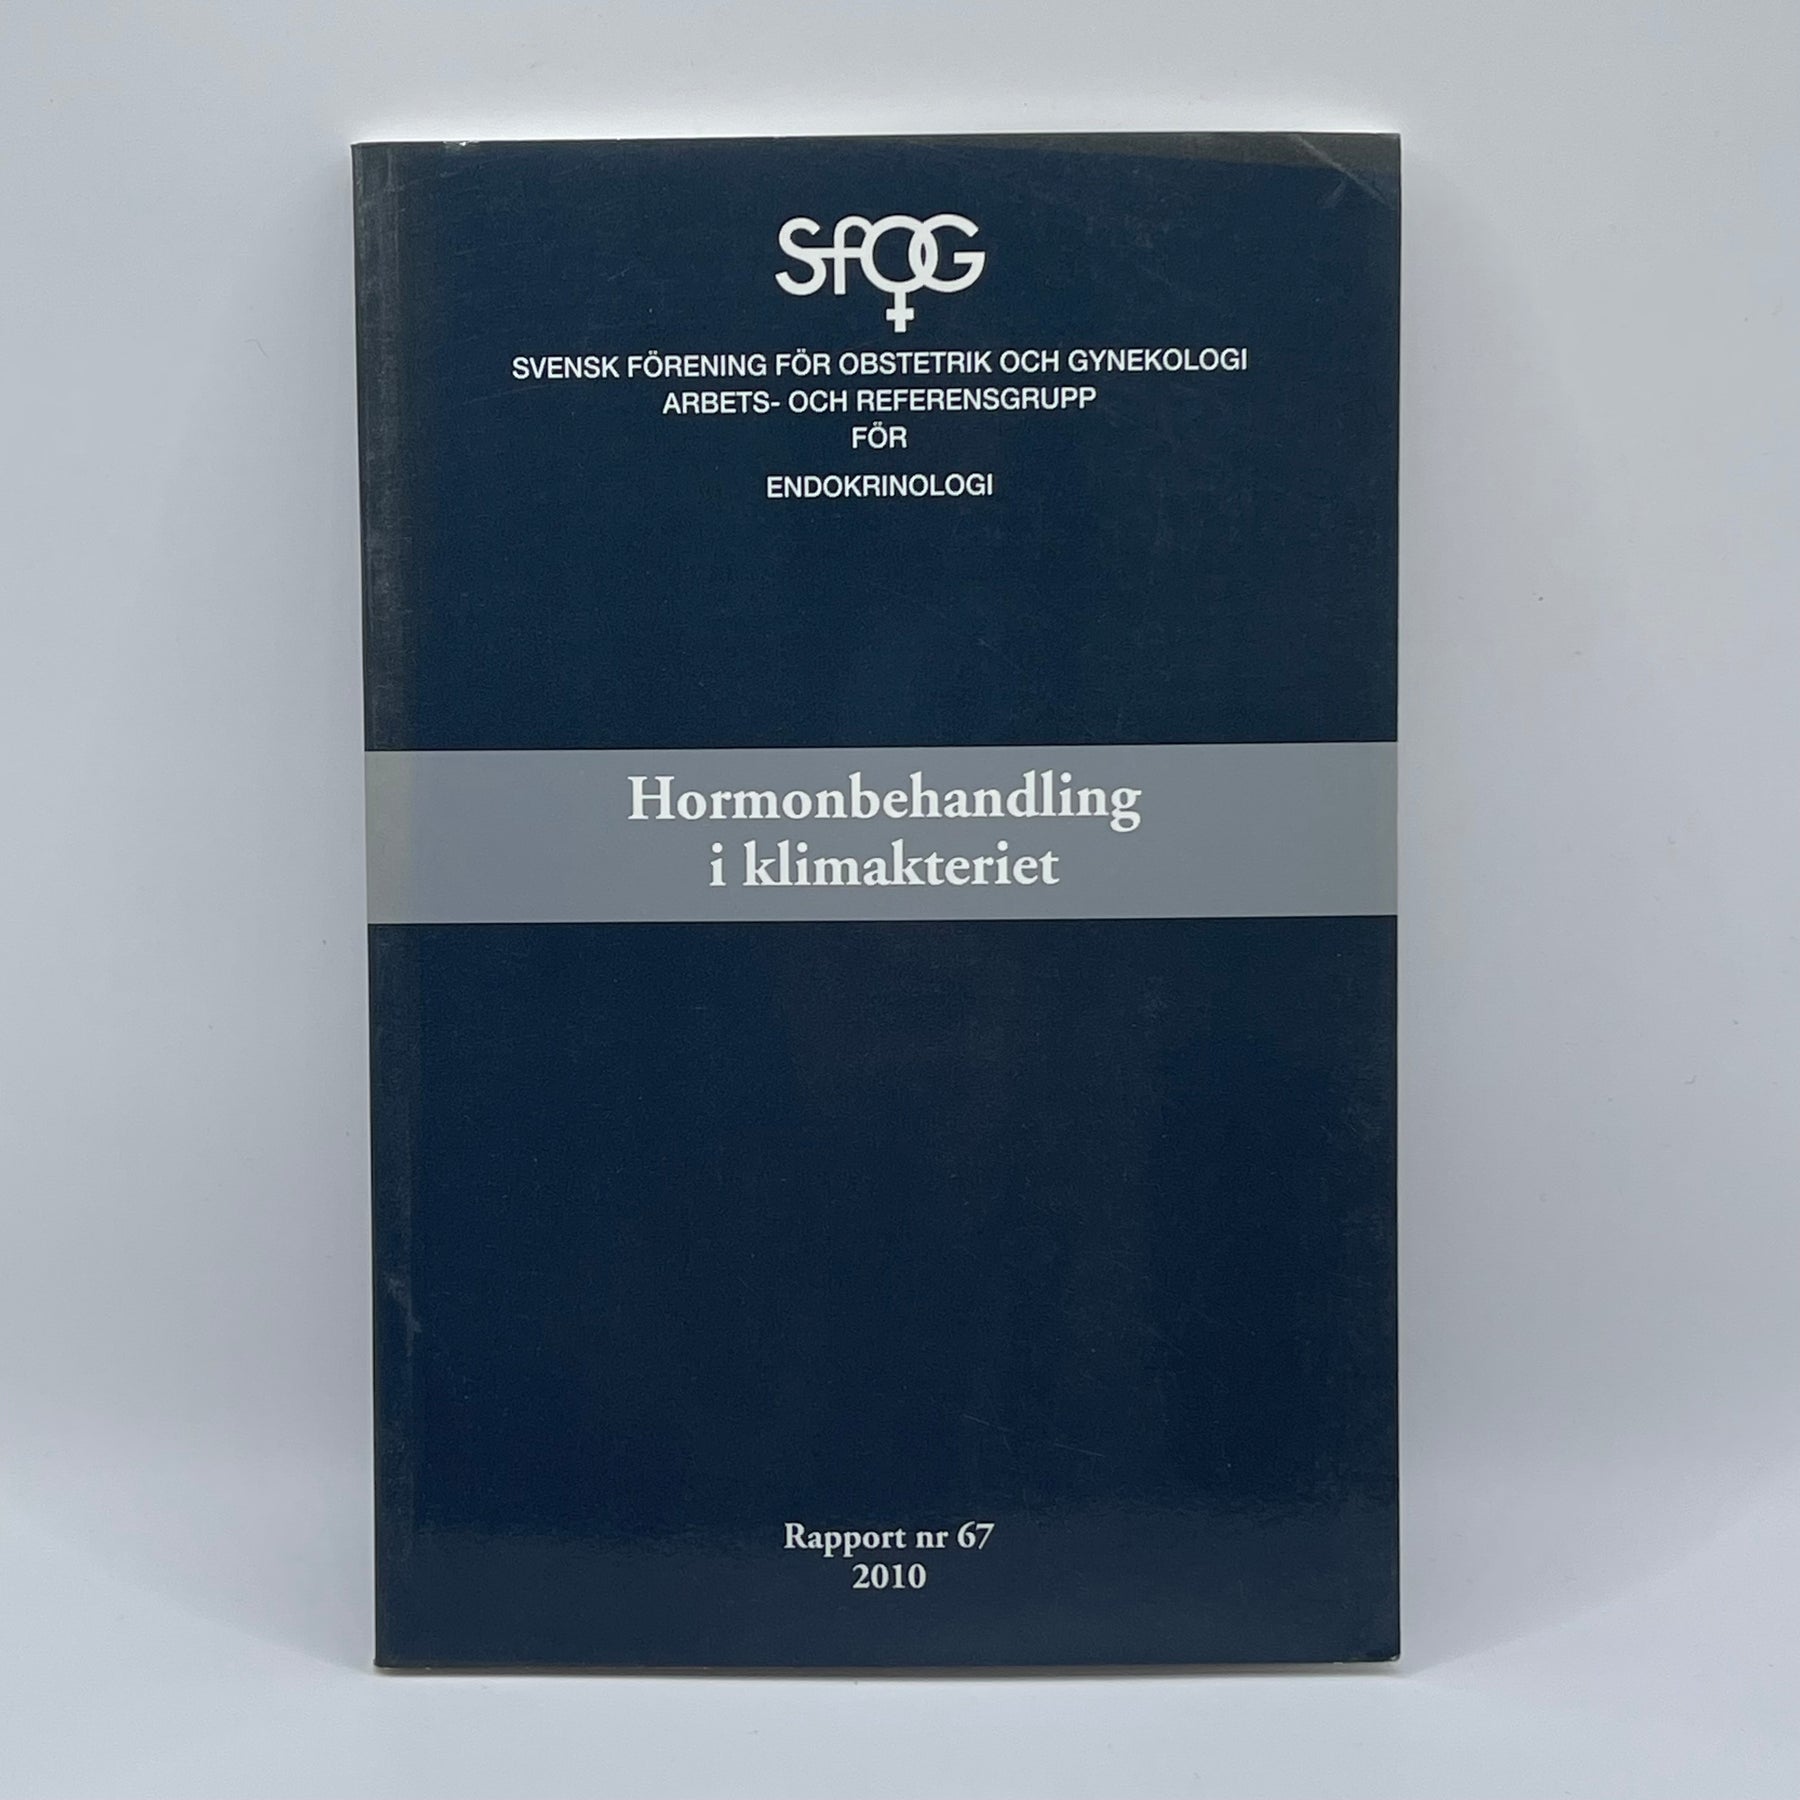 SfOG
SVENSK FÖRENING FÖR OBSTETRIK OCH GYNEKOLOGI
ARBETS- OCH REFERENSGRUPP
FÖR
ENDOKRINOLOGI
Hormonbehandling
i klimakteriet
Rapport nr 67
2010